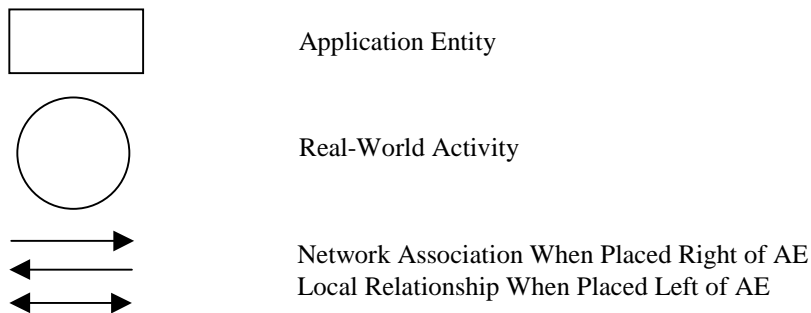 Application Entity
Real-World Activity
Network Association When Placed Right of AE
Local Relationship When Placed Left of AE